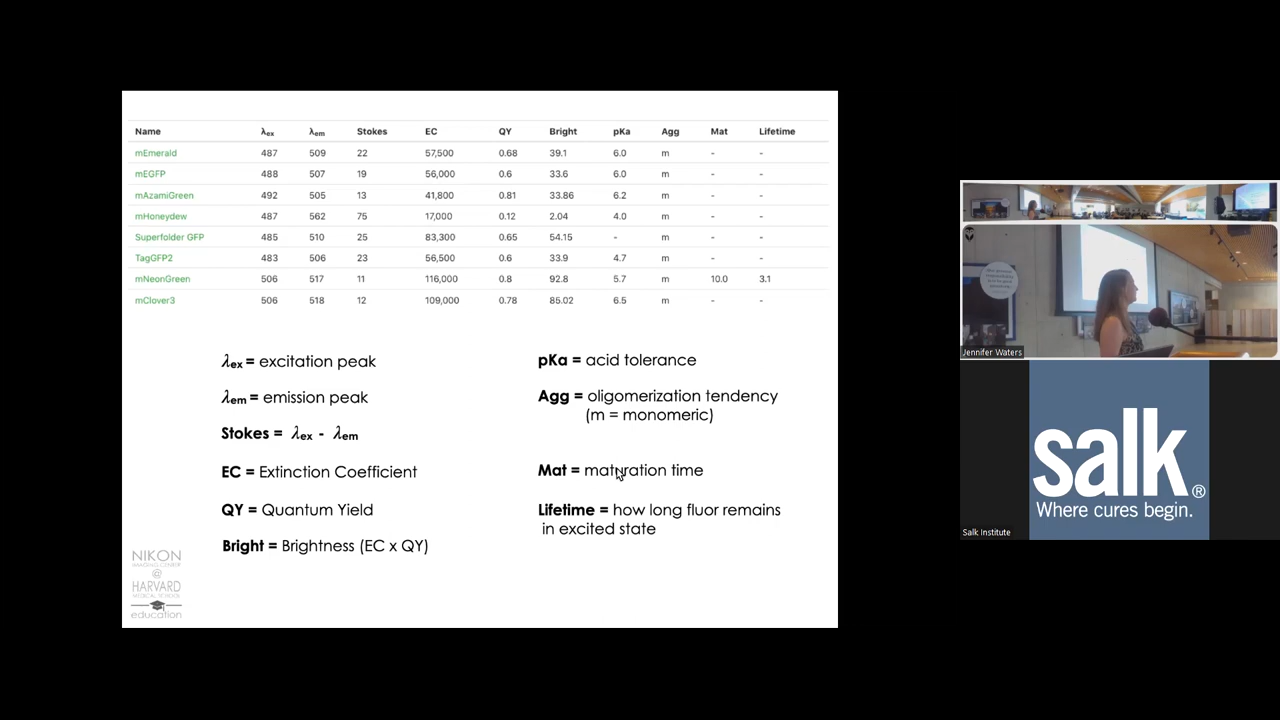 Name λex λem Stokes EC QY Bright pKa Agg Mat Lifetime
mEmerald 487 509 22 57,500 0.68 39.1 6.0 m - -
mEGFP 488 507 19 56,000 0.6 33.6 6.0 m - -
mAzamiGreen 492 505 13 41,800 0.81 33.86 6.2 m - -
mHoneydew 487 562 75 17,000 0.12 2.04 4.0 m - -
Superfolder GFP 485 510 25 83,300 0.65 54.15 - m - -
TagGFP2 483 506 23 56,500 0.6 33.9 4.7 m - -
mNeonGreen 506 517 11 116,000 0.8 92.8 5.7 m 10.0 3.1
mClover3 506 518 12 109,000 0.78 85.02 6.5 m - -
λex = excitation peak
λem = emission peak
Stokes = λex - λem
EC = Extinction Coefficient
QY = Quantum Yield
Bright = Brightness (EC x QY)
pKa = acid tolerance
Agg = oligomerization tendency
(m = monomeric)
Mat = maturation time
Lifetime = how long fluor remains
in excited state
NIKON
IMAGING CENTER
@
HARVARD
MEDICAL SCHOOL
education
Jennifer Waters
salk®
Where cures begin.
Salk Institute